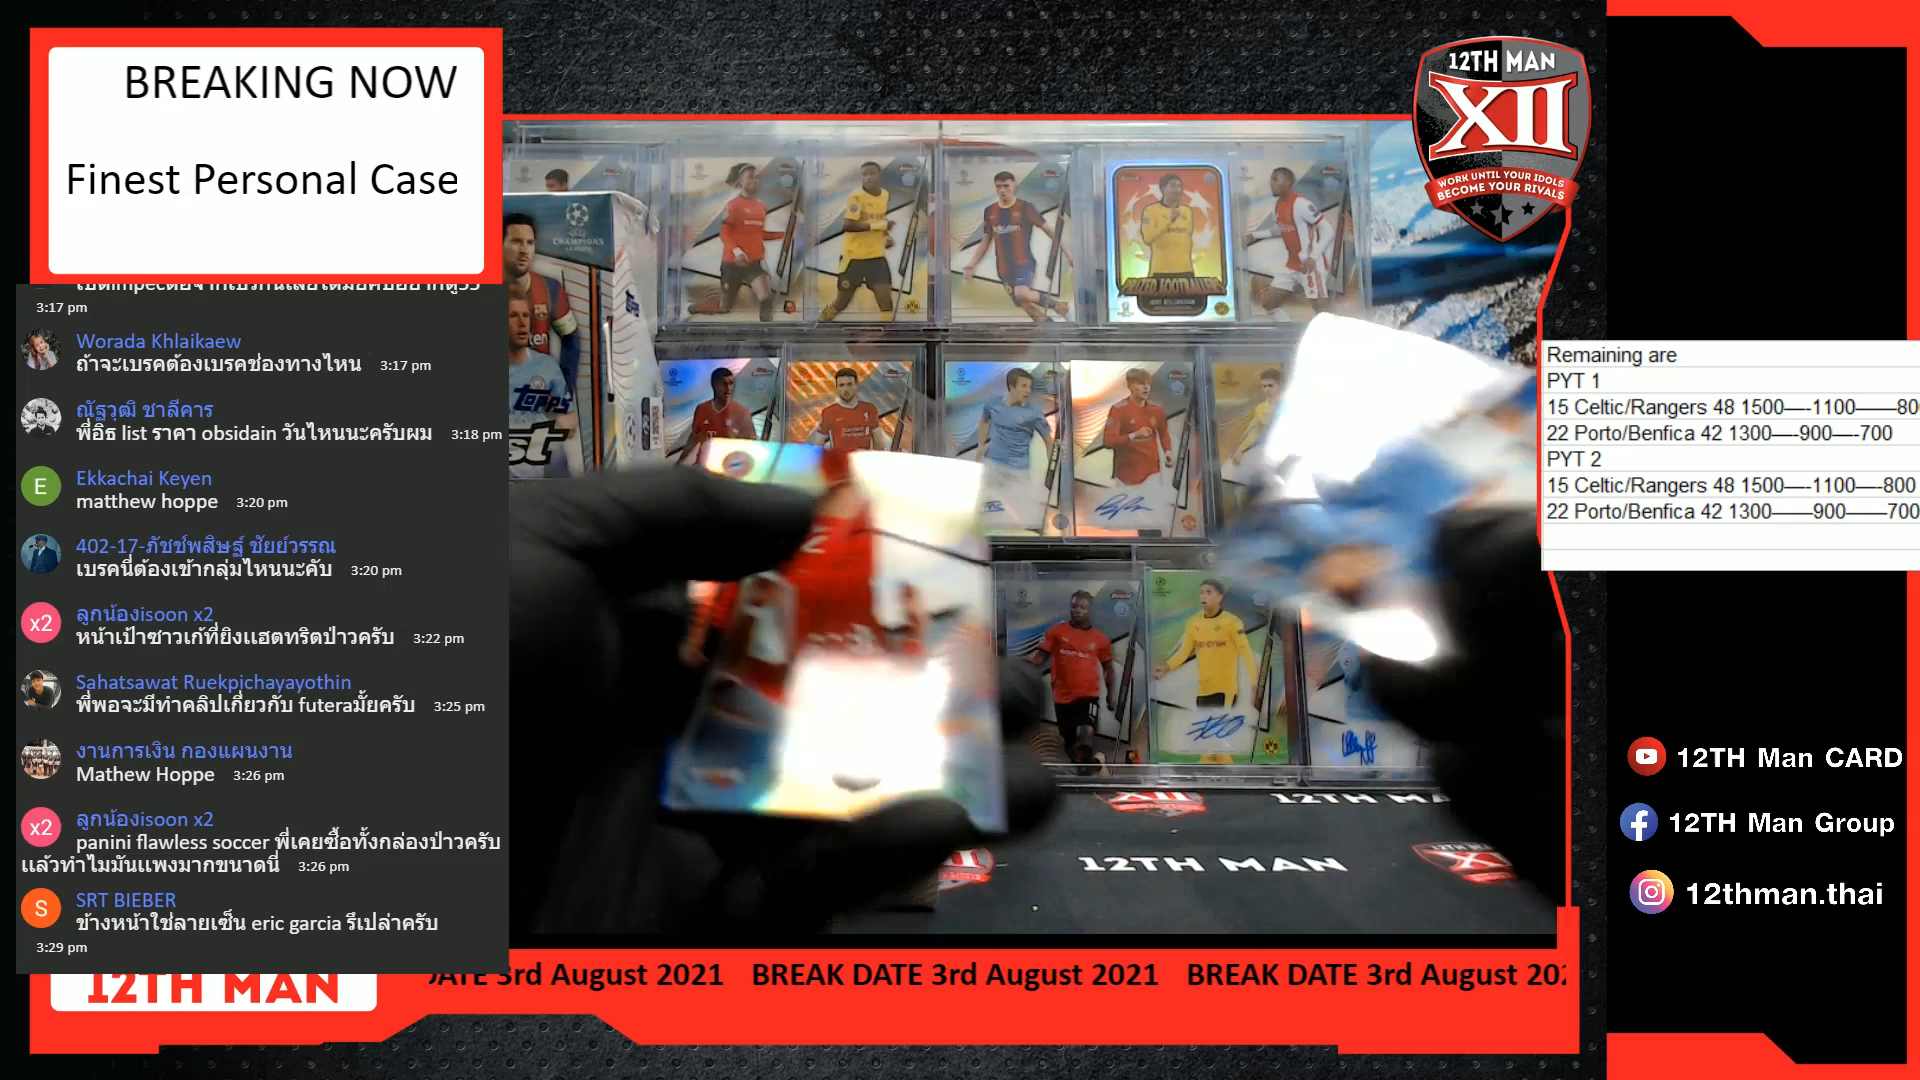 BREAKING NOW
Finest Personal Case
3:17 pm
Worada Khlaikaew
ถ้าจะเบรคต้องเบรคช่องทางไหน 3:17 pm
ณัฐวุฒิ ชาลีคาร
พี่อิธ list ราคา obsidain วันไหนนะครับผม 3:18 pm
E
Ekkachai Keyen
matthew hoppe 3:20 pm
402-17-ภัชช์พสิษฐ์ ชัยย์วรรณ
เบรคนี่ต้องเข้ากลุ่มไหนนะคับ 3:20 pm
x2
ลูกน้องisoon x2
หน้าเป้าซาวเก้ที่ยิงแฮตทริตป่าวครับ 3:22 pm
Sahatsawat Ruekpichayayothin
พี่พอจะมีทำคลิปเกี่ยวกับ futeraมั้ยครับ 3:25 pm
งานการเงิน กองแผนงาน
Mathew Hoppe 3:26 pm
x2
ลูกน้องisoon x2
panini flawless soccer พี่เคยซื้อทั้งกล่องป่าวครับ
แล้วทำไมมันแพงมากขนาดนี่ 3:26 pm
S
SRT BIEBER
ข้างหน้าใช่ลายเซ็น eric garcia รึเปล่าครับ
3:29 pm
12TH MAN
DATE 3rd August 2021 BREAK DATE 3rd August 2021 BREAK DATE 3rd August 202
12TH MAN
XII
WORK UNTIL YOUR IDOLS
BECOME YOUR RIVALS
CHAMPIONS
TOPPS
st
12TH MAN
Remaining are
PYT 1
15 Celtic/Rangers 48 1500—-1100——80
22 Porto/Benfica 42 1300—-900—-700
PYT 2
15 Celtic/Rangers 48 1500—-1100—-800
22 Porto/Benfica 42 1300——900——700
12TH Man CARD
12TH Man Group
12thman.thai